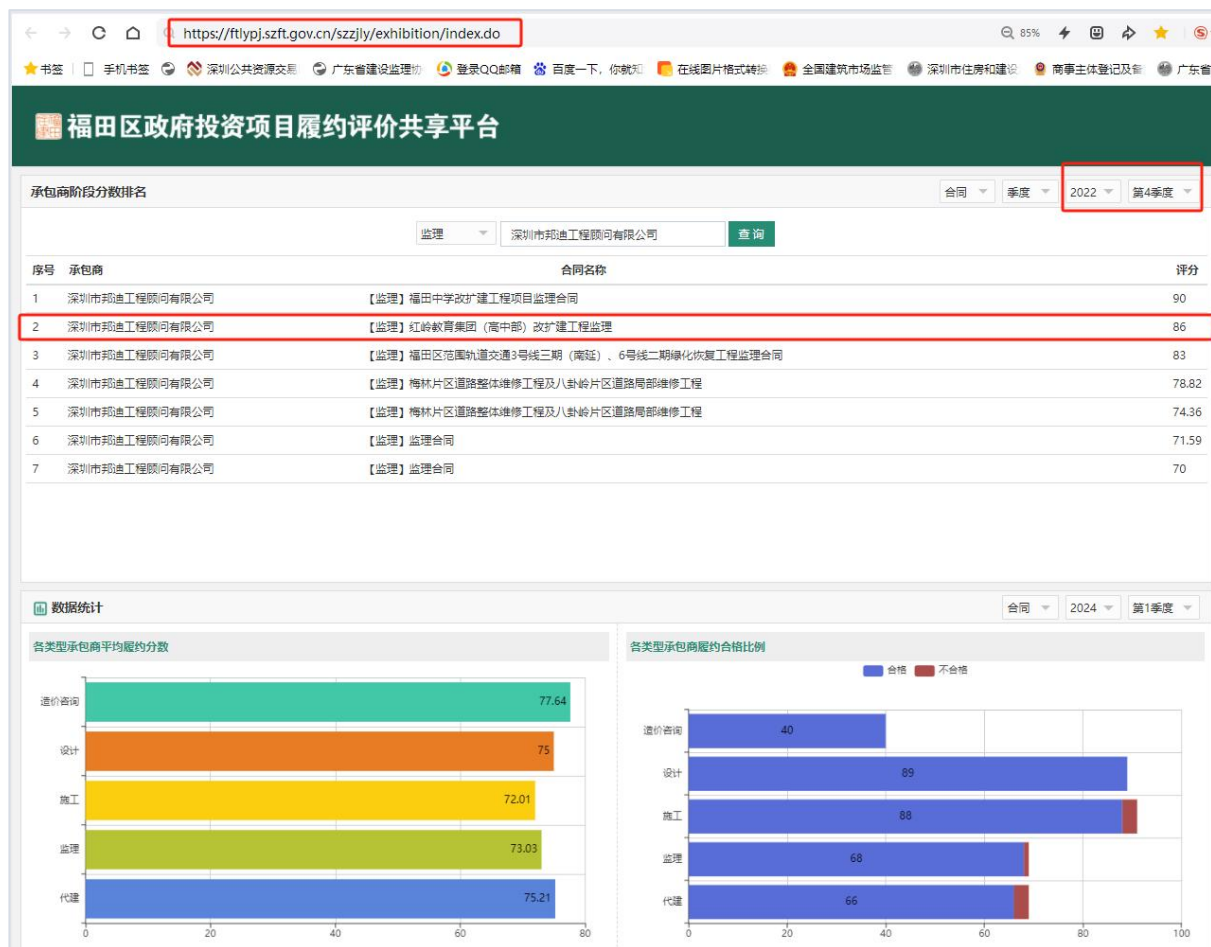 https://ftlypj.szft.gov.cn/szzjly/exhibition/index.do 85%
书签 手机书签 深圳公共资源交易 广东省建设监理协 登录QQ邮箱 百度一下，你就知 在线图片格式转换 全国建筑市场监管 深圳市住房和建设 商事主体登记及备 广东省
福田区政府投资项目履约评价共享平台
承包商阶段分数排名 合同 季度 2022 第4季度
监理 深圳市邦迪工程顾问有限公司 查询
序号 承包商 合同名称 评分
1 深圳市邦迪工程顾问有限公司 【监理】福田中学改扩建工程项目监理合同 90
2 深圳市邦迪工程顾问有限公司 【监理】红岭教育集团（高中部）改扩建工程监理 86
3 深圳市邦迪工程顾问有限公司 【监理】福田区范围轨道交通3号线三期（南延）、6号线二期绿化恢复工程监理合同 83
4 深圳市邦迪工程顾问有限公司 【监理】梅林片区道路整体维修工程及八卦岭片区道路局部维修工程 78.82
5 深圳市邦迪工程顾问有限公司 【监理】梅林片区道路整体维修工程及八卦岭片区道路局部维修工程 74.36
6 深圳市邦迪工程顾问有限公司 【监理】监理合同 71.59
7 深圳市邦迪工程顾问有限公司 【监理】监理合同 70
数据统计 合同 2024 第1季度
各类型承包商平均履约分数
造价咨询 77.64
设计 75
施工 72.01
监理 73.03
代建 75.21
0 20 40 60 80
各类型承包商履约合格比例
合格 不合格
造价咨询 40
设计 89
施工 88
监理 68
代建 66
0 20 40 60 80 100